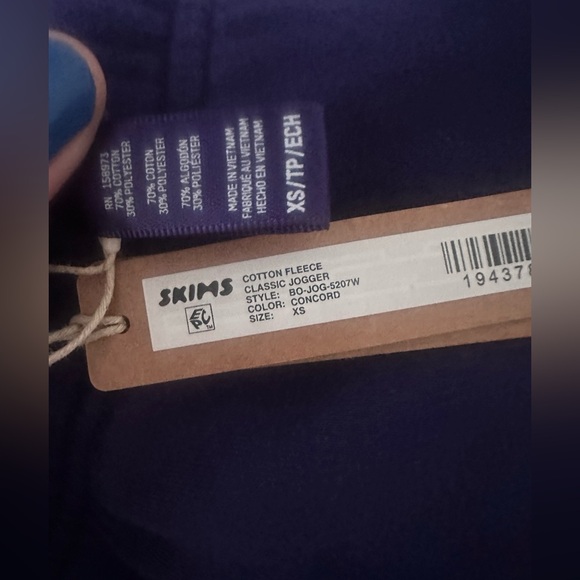 RN 158973
70% COTTON
30% POLYESTER
70% COTON
30% POLYESTER
70% ALGODÓN
30% POLIÉSTER
MADE IN VIETNAM
FABRIQUÉ AU VIETNAM
HECHO EN VIETNAM
XS/TP/ECH
SKIMS
EPC™
COTTON FLEECE
CLASSIC JOGGER
STYLE: BO-JOG-5207W
COLOR: CONCORD
SIZE: XS
194378